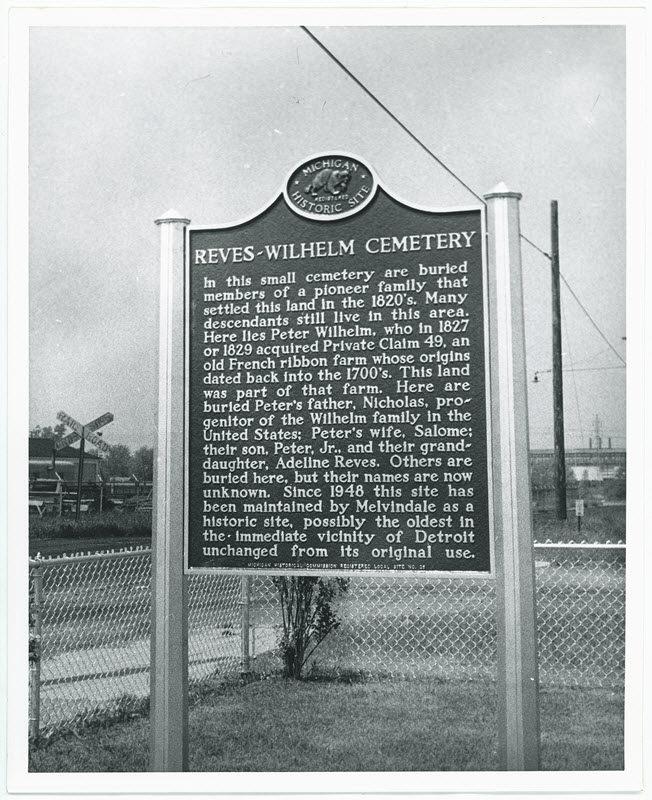 MICHIGAN
REGISTERED
HISTORIC SITE
REVES-WILHELM CEMETERY
In this small cemetery are buried
members of a pioneer family that
settled this land in the 1820's. Many
descendants still live in this area.
Here lies Peter Wilhelm, who in 1827
or 1829 acquired Private Claim 49, an
old French ribbon farm whose origins
dated back into the 1700's. This land
was part of that farm. Here are
buried Peter's father, Nicholas, pro-
genitor of the Wilhelm family in the
United States; Peter's wife, Salome;
their son, Peter, Jr., and their grand-
daughter, Adeline Reves. Others are
buried here, but their names are now
unknown. Since 1948 this site has
been maintained by Melvindale as a
historic site, possibly the oldest in
the immediate vicinity of Detroit
unchanged from its original use.
MICHIGAN HISTORICAL COMMISSION REGISTERED LOCAL SITE NO.